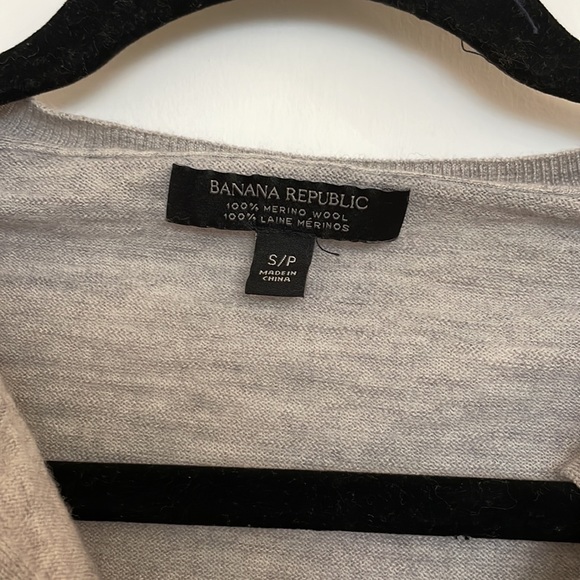 BANANA REPUBLIC
100% MERINO WOOL
100% LAINE MÉRINOS
S/P
MADE IN
CHINA